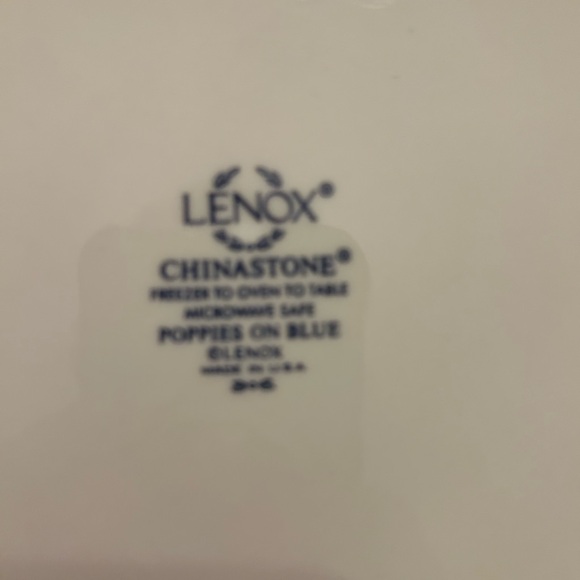 LENOX®
CHINASTONE®
FREEZER TO OVEN TO TABLE
MICROWAVE SAFE
POPPIES ON BLUE
©LENOX
MADE IN U.S.A.